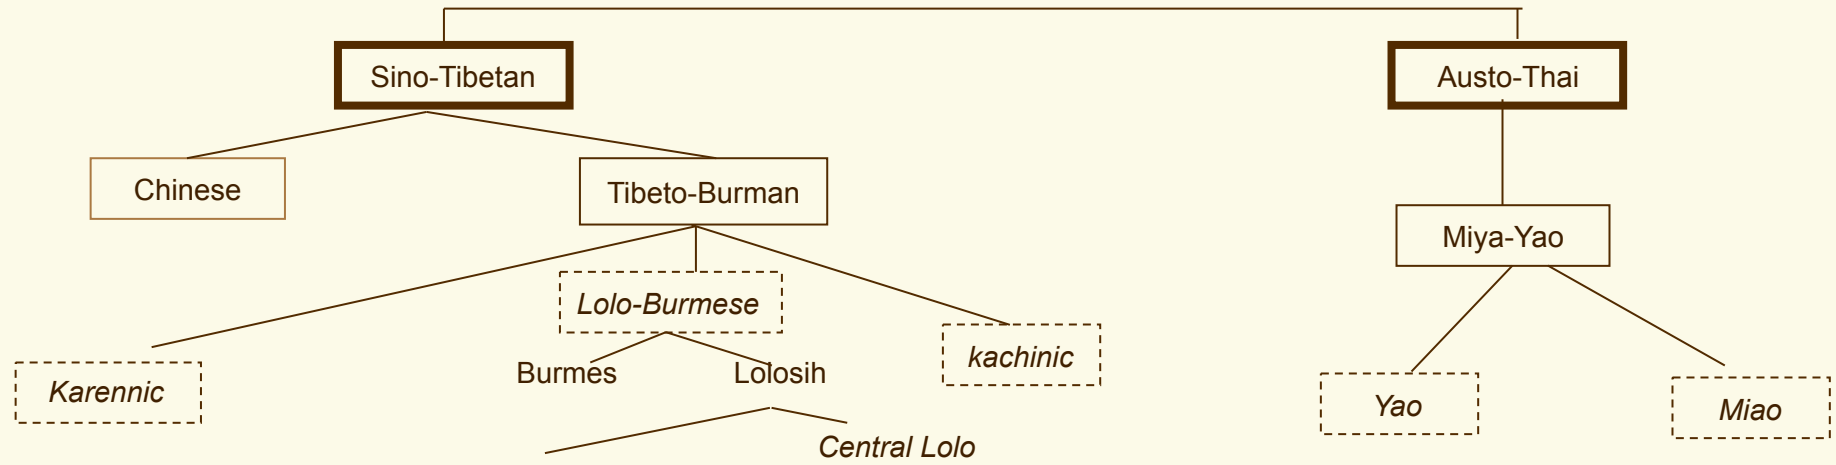 Sino-Tibetan
Austo-Thai
Chinese
Tibeto-Burman
Miya-Yao
Lolo-Burmese
kachinic
Burmes
Lolosih
Karennic
Yao
Miao
Central Lolo